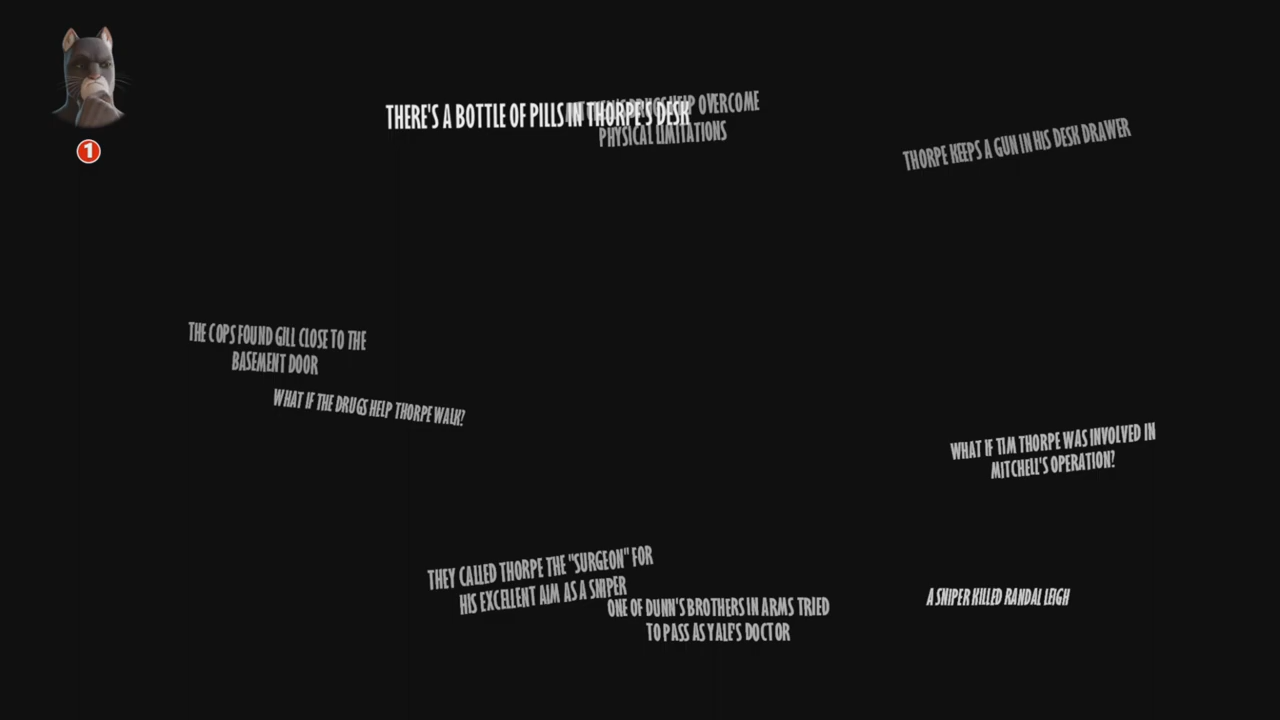 THERE'S A BOTTLE OF PILLS IN THORPE'S DESK
HELP OVERCOME
PHYSICAL LIMITATIONS
THORPE KEEPS A GUN IN HIS DESK DRAWER
THE COPS FOUND GILL CLOSE TO THE
BASEMENT DOOR
WHAT IF THE DRUGS HELP THORPE WALK?
WHAT IF TIM THORPE WAS INVOLVED IN
MITCHELL'S OPERATION?
THEY CALLED THORPE THE "SURGEON" FOR
HIS EXCELLENT AIM AS A SNIPER
ONE OF DUNN'S BROTHERS IN ARMS TRIED
TO PASS AS YALE'S DOCTOR
A SNIPER KILLED RANDAL LEIGH
1